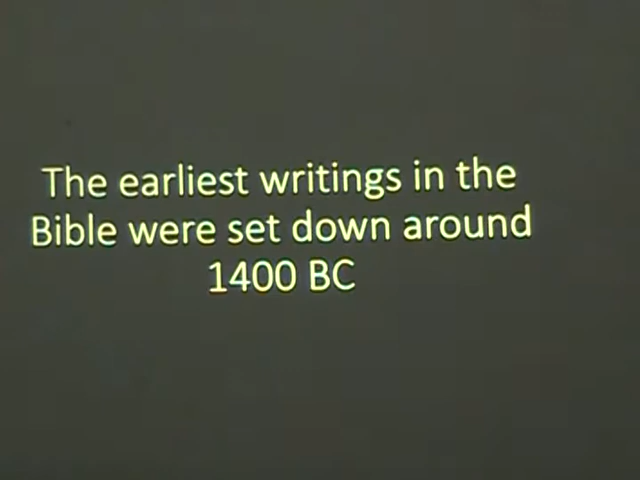 The earliest writings in the
Bible were set down around
1400 BC